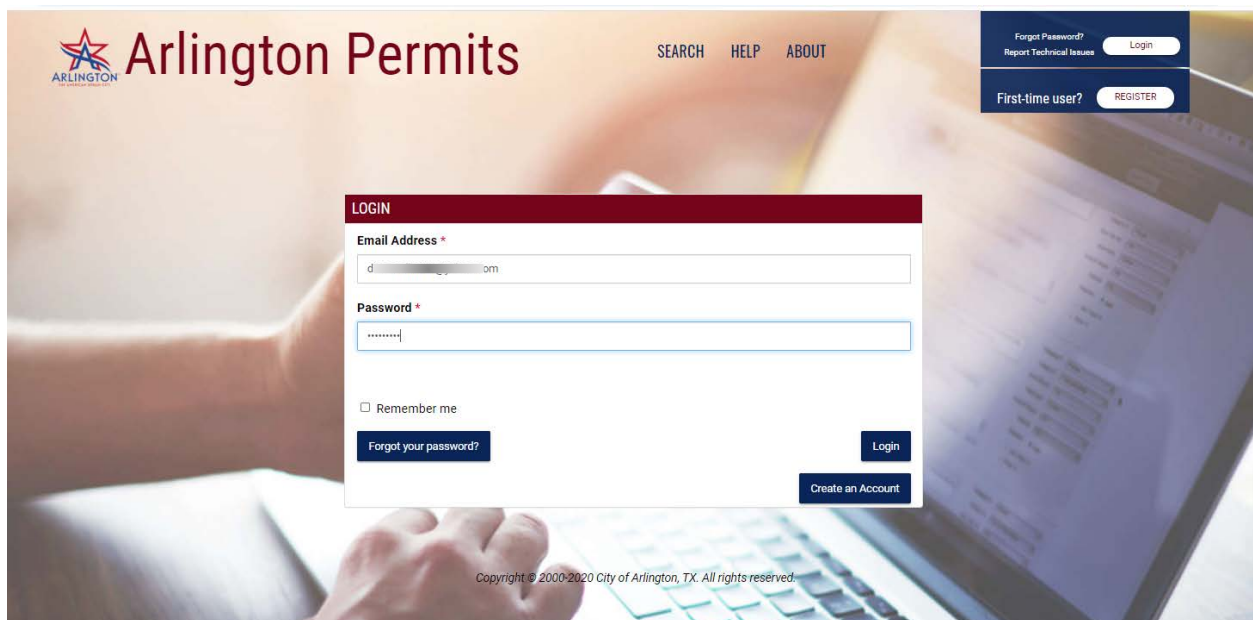 Arlington Permits
ARLINGTON
SEARCH HELP ABOUT
Forgot Password?
Report Technical Issues
Login
First-time user?
REGISTER
LOGIN
Email Address *
d om
Password *
•••••••••
Remember me
Forgot your password?
Login
Create an Account
Copyright © 2000-2020 City of Arlington, TX. All rights reserved.